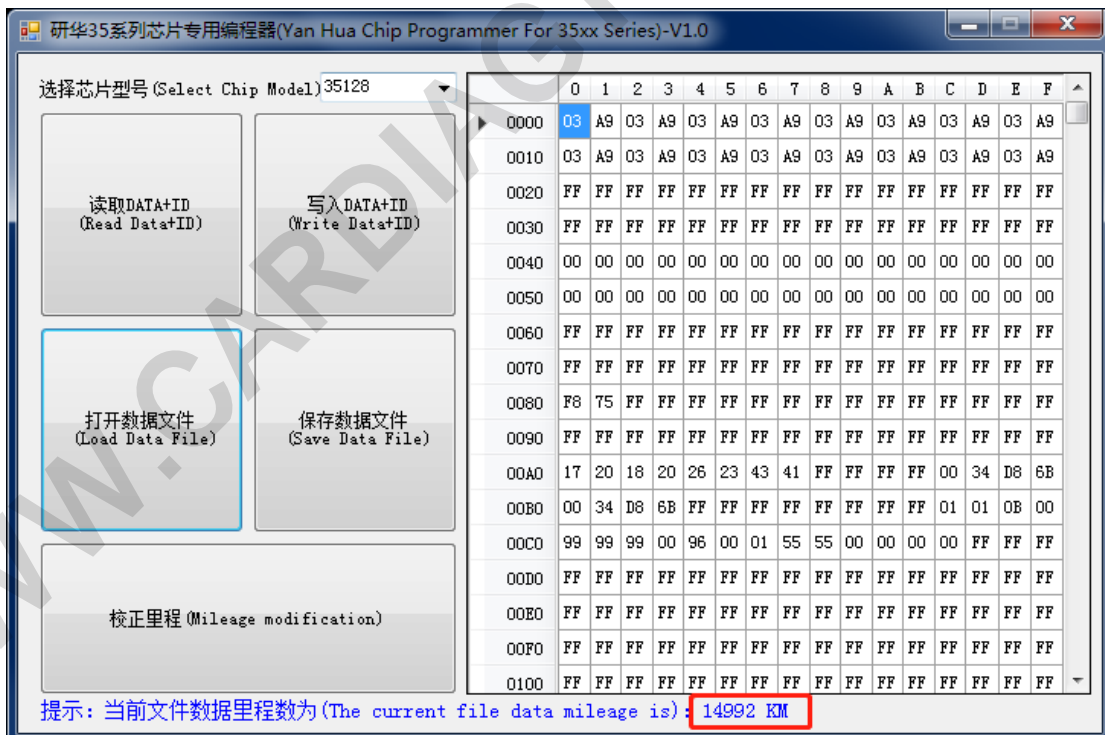 研华35系列芯片专用编程器(Yan Hua Chip Programmer For 35xx Series)-V1.0
选择芯片型号(Select Chip Model) 35128
读取DATA+ID
(Read Data+ID)
写入DATA+ID
(Write Data+ID)
打开数据文件
(Load Data File)
保存数据文件
(Save Data File)
校正里程(Mileage modification)
0 1 2 3 4 5 6 7 8 9 A B C D E F
0000 03 A9 03 A9 03 A9 03 A9 03 A9 03 A9 03 A9 03 A9
0010 03 A9 03 A9 03 A9 03 A9 03 A9 03 A9 03 A9 03 A9
0020 FF FF FF FF FF FF FF FF FF FF FF FF FF FF FF FF
0030 FF FF FF FF FF FF FF FF FF FF FF FF FF FF FF FF
0040 00 00 00 00 00 00 00 00 00 00 00 00 00 00 00 00
0050 00 00 00 00 00 00 00 00 00 00 00 00 00 00 00 00
0060 FF FF FF FF FF FF FF FF FF FF FF FF FF FF FF FF
0070 FF FF FF FF FF FF FF FF FF FF FF FF FF FF FF FF
0080 F8 75 FF FF FF FF FF FF FF FF FF FF FF FF FF FF
0090 FF FF FF FF FF FF FF FF FF FF FF FF FF FF FF FF
00A0 17 20 18 20 26 23 43 41 FF FF FF FF 00 34 D8 6B
00B0 00 34 D8 6B FF FF FF FF FF FF FF FF 01 01 0B 00
00C0 99 99 99 00 96 00 01 55 55 00 00 00 00 FF FF FF
00D0 FF FF FF FF FF FF FF FF FF FF FF FF FF FF FF FF
00E0 FF FF FF FF FF FF FF FF FF FF FF FF FF FF FF FF
00F0 FF FF FF FF FF FF FF FF FF FF FF FF FF FF FF FF
0100 FF FF FF FF FF FF FF FF FF FF FF FF FF FF FF FF
提示：当前文件数据里程数为(The current file data mileage is)：14992 KM
WW.CARDIAG